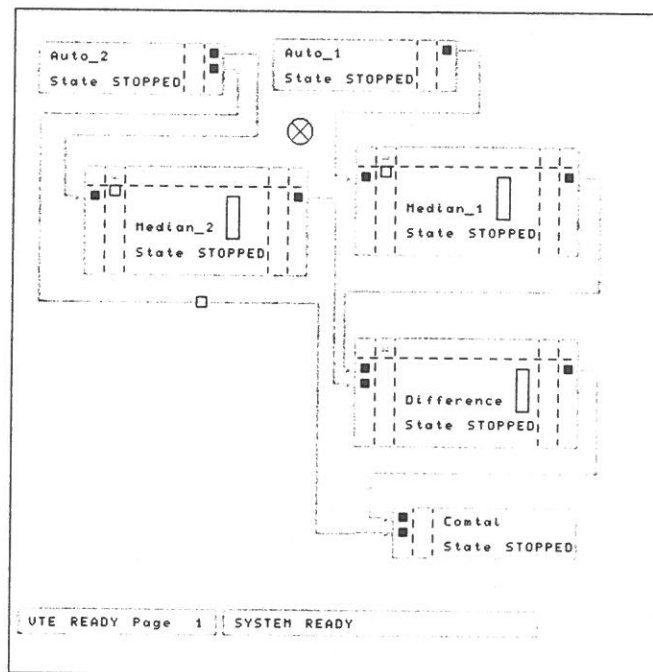 Auto_2
State STOPPED
Auto_1
State STOPPED
Median_2
State STOPPED
Median_1
State STOPPED
Difference
State STOPPED
Comtal
State STOPPED
VTE READY Page 1
SYSTEM READY